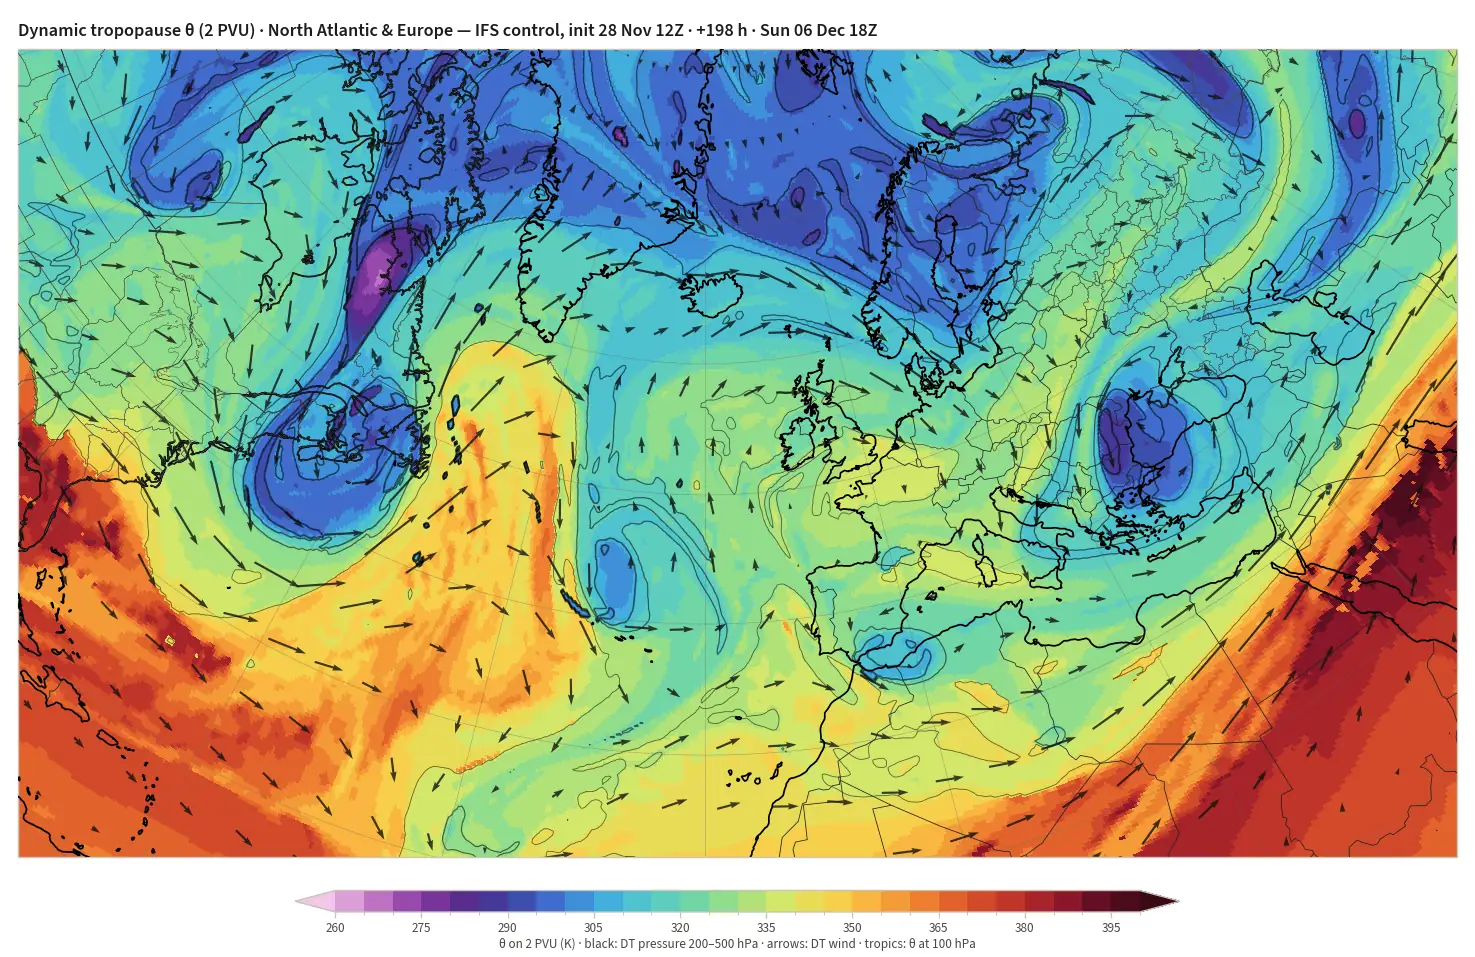 Dynamic tropopause θ (2 PVU) · North Atlantic & Europe — IFS control, init 28 Nov 12Z · +198 h · Sun 06 Dec 18Z
260 275 290 305 320 335 350 365 380 395
θ on 2 PVU (K) · black: DT pressure 200–500 hPa · arrows: DT wind · tropics: θ at 100 hPa